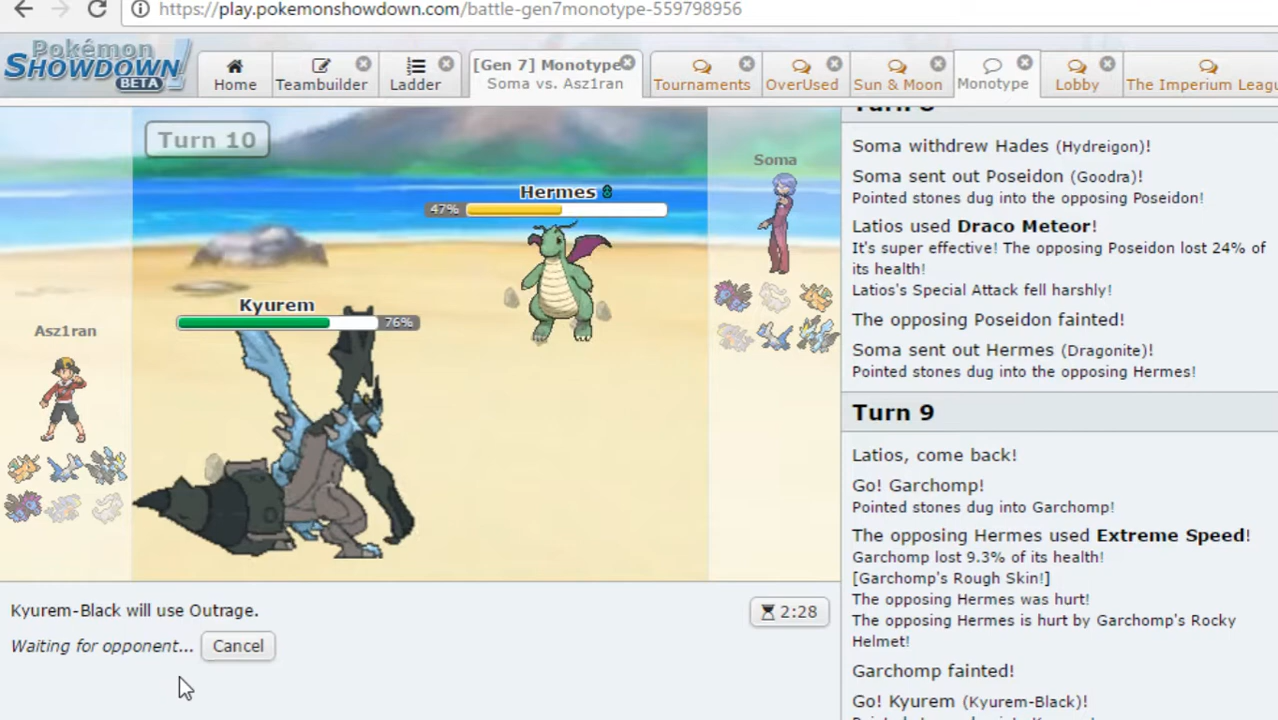 https://play.pokemonshowdown.com/battle-gen7monotype-559798956
Pokémon
SHOWDOWN
BETA
Home
Teambuilder
Ladder
[Gen 7] Monotype
Soma vs. Asz1ran
Tournaments
OverUsed
Sun & Moon
Monotype
Lobby
The Imperium Leagu
Turn 10
Soma
Hermes
47%
Kyurem
76%
Asz1ran
Kyurem-Black will use Outrage.
2:28
Waiting for opponent...
Cancel
Soma withdrew Hades (Hydreigon)!
Soma sent out Poseidon (Goodra)!
Pointed stones dug into the opposing Poseidon!
Latios used Draco Meteor!
It's super effective! The opposing Poseidon lost 24% of
its health!
Latios's Special Attack fell harshly!
The opposing Poseidon fainted!
Soma sent out Hermes (Dragonite)!
Pointed stones dug into the opposing Hermes!
Turn 9
Latios, come back!
Go! Garchomp!
Pointed stones dug into Garchomp!
The opposing Hermes used Extreme Speed!
Garchomp lost 9.3% of its health!
[Garchomp's Rough Skin!]
The opposing Hermes was hurt!
The opposing Hermes is hurt by Garchomp's Rocky
Helmet!
Garchomp fainted!
Go! Kyurem (Kyurem-Black)!